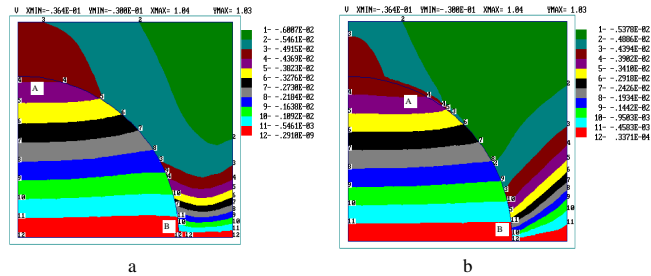 a. V XMIN=-.364E-01 YMIN=-.300E-01 XMAX= 1.04 YMAX= 1.03
1- -.6007E-02
2- -.5461E-02
3- -.4915E-02
4- -.4369E-02
5- -.3823E-02
6- -.3276E-02
7- -.2730E-02
8- -.2184E-02
9- -.1638E-02
10- -.1092E-02
11- -.5461E-03
12- -.2910E-09
A
B
b. V XMIN=-.364E-01 YMIN=-.300E-01 XMAX= 1.04 YMAX= 1.03
1- -.5378E-02
2- -.4886E-02
3- -.4394E-02
4- -.3902E-02
5- -.3410E-02
6- -.2918E-02
7- -.2426E-02
8- -.1934E-02
9- -.1442E-02
10- -.9503E-03
11- -.4583E-03
12- .3371E-04
A
B
a
b